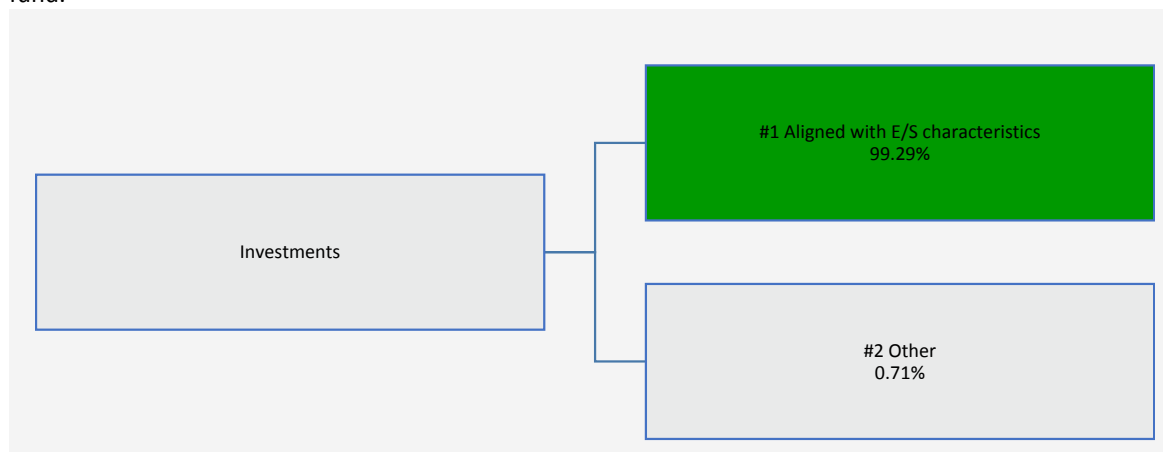 fund.
#1 Aligned with E/S characteristics
99.29%
Investments
#2 Other
0.71%